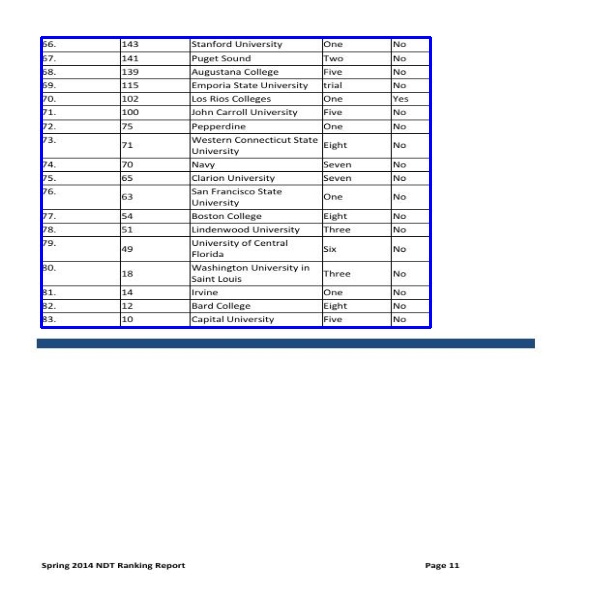 66. 143 Stanford University One No
67. 141 Puget Sound Two No
68. 139 Augustana College Five No
69. 115 Emporia State University trial No
70. 102 Los Rios Colleges One Yes
71. 100 John Carroll University Five No
72. 75 Pepperdine One No
73. 71 Western Connecticut State Eight No
University
74. 70 Navy Seven No
75. 65 Clarion University Seven No
76. 63 San Francisco State One No
University
77. 54 Boston College Eight No
78. 51 Lindenwood University Three No
79. 49 University of Central Six No
Florida
80. 18 Washington University in Three No
Saint Louis
81. 14 Irvine One No
82. 12 Bard College Eight No
83. 10 Capital University Five No
Spring 2014 NDT Ranking Report Page 11